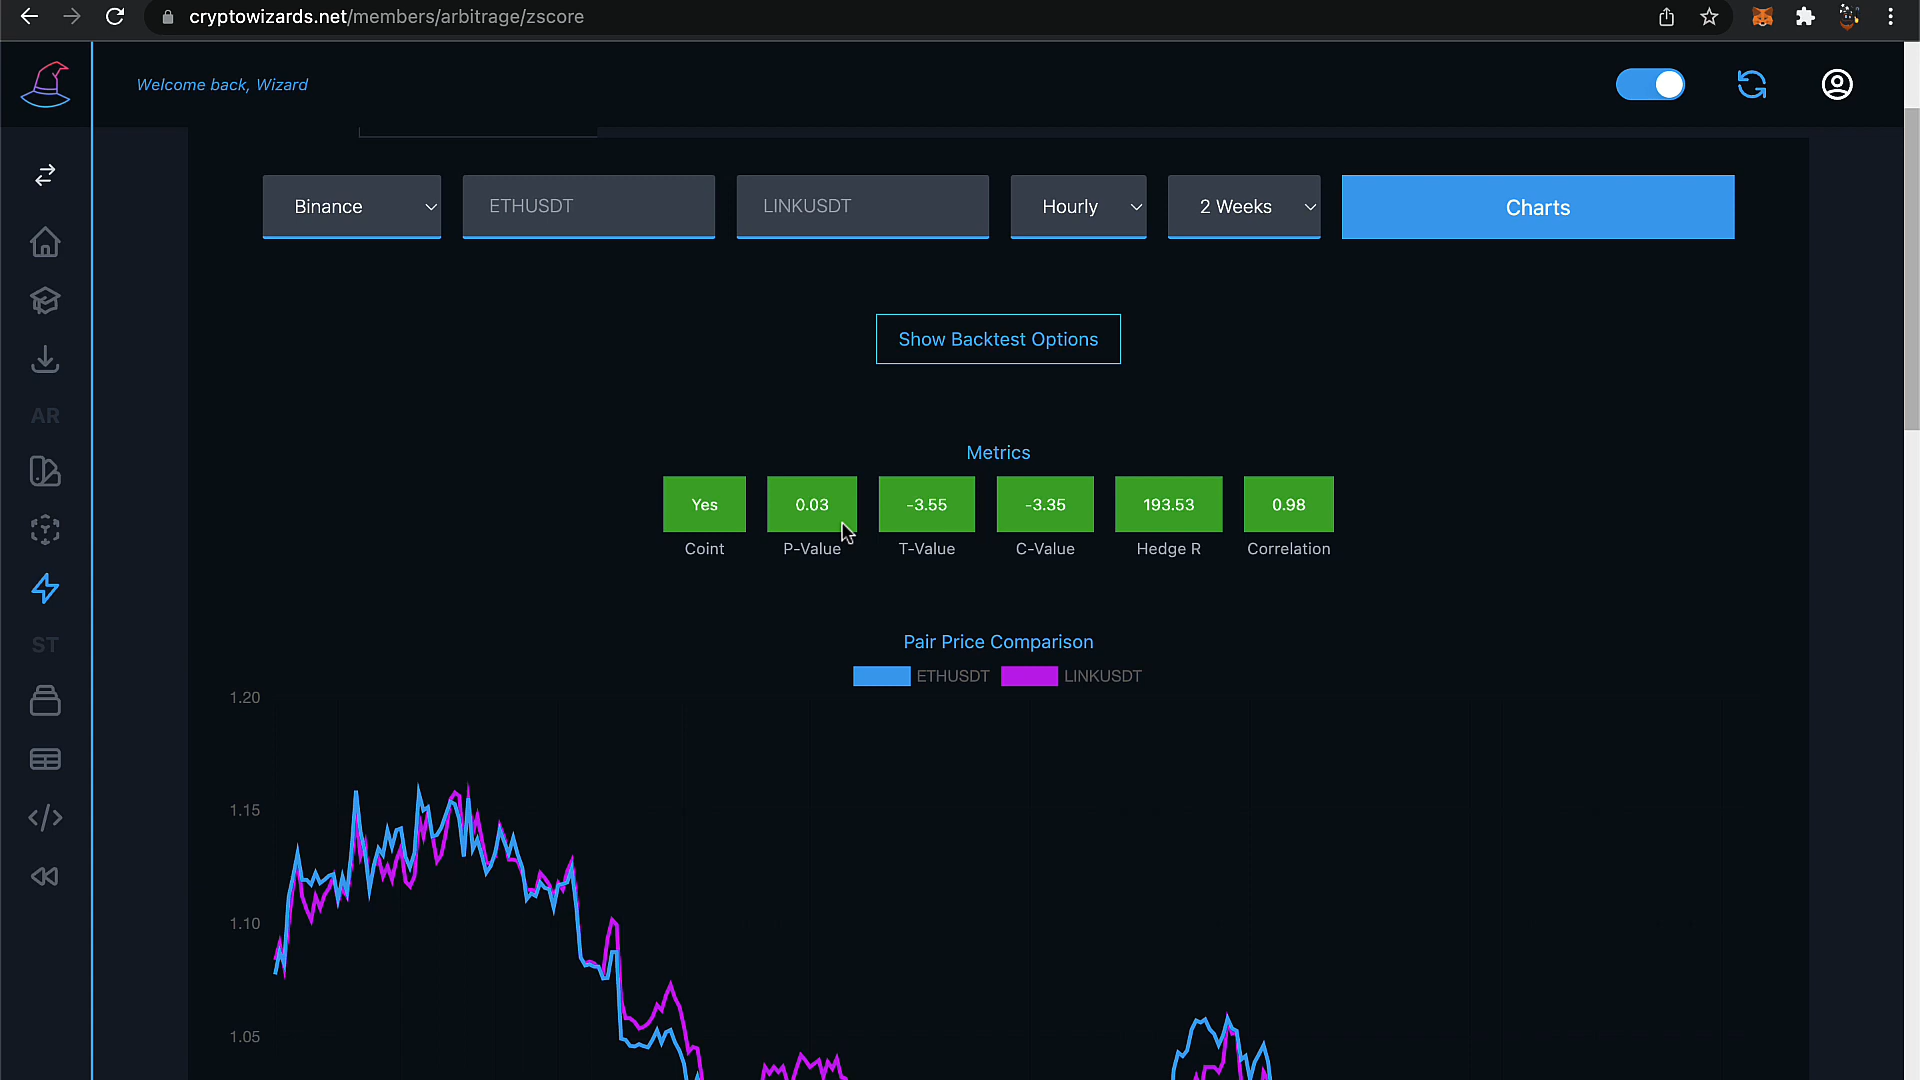 cryptowizards.net/members/arbitrage/zscore
Welcome back, Wizard
Binance ETHUSDT LINKUSDT Hourly 2 Weeks Charts
Show Backtest Options
AR
Metrics
Yes 0.03 -3.55 -3.35 193.53 0.98
Coint P-Value T-Value C-Value Hedge R Correlation
ST
Pair Price Comparison
ETHUSDT LINKUSDT
1.20
1.15
1.10
1.05